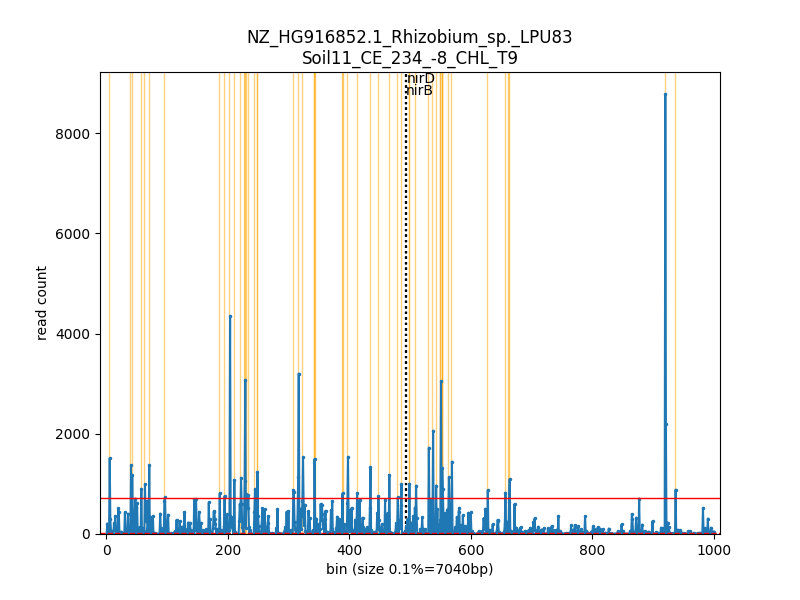 NZ_HG916852.1_Rhizobium_sp._LPU83
Soil11_CE_234_-8_CHL_T9
nirD
nirB
8000
6000
4000
2000
0
read count
0 200 400 600 800 1000
bin (size 0.1%=7040bp)